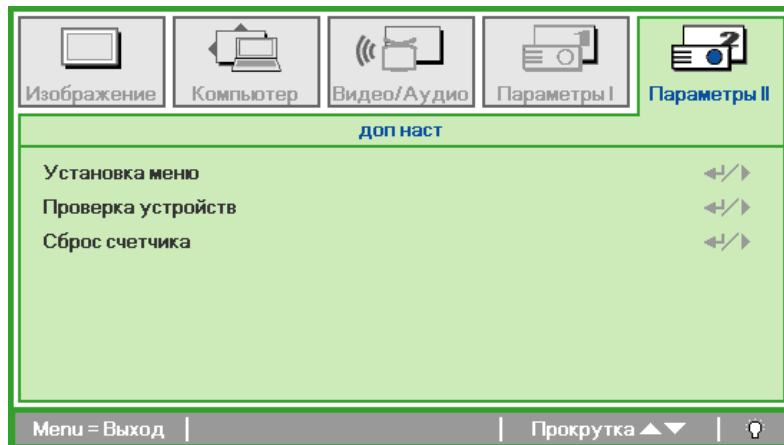 Изображение
Компьютер
Видео/Аудио
Параметры I
Параметры II
доп наст
Установка меню
Проверка устройств
Сброс счетчика
Menu = Выход
Прокрутка